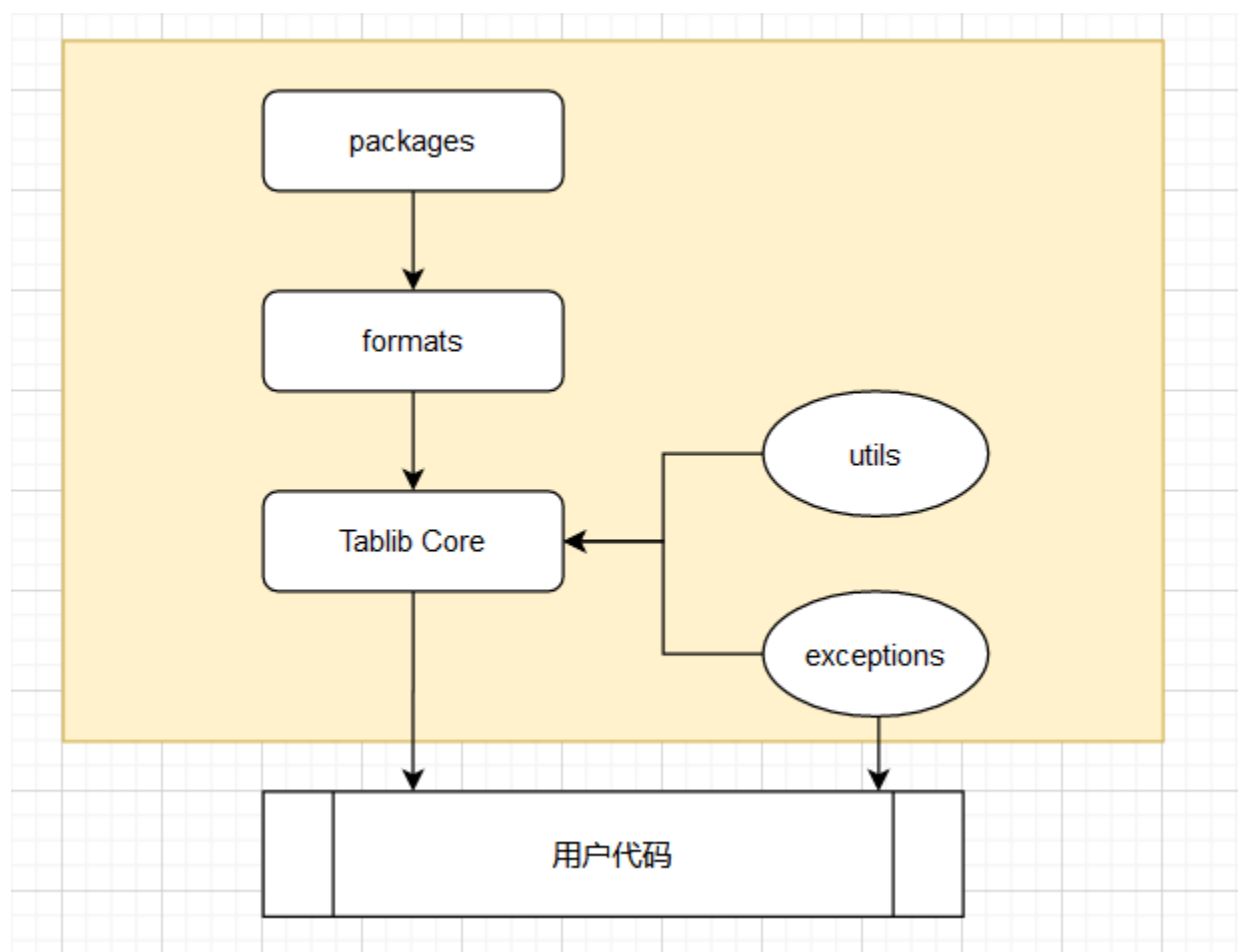 packages
formats
utils
Tablib Core
exceptions
用户代码